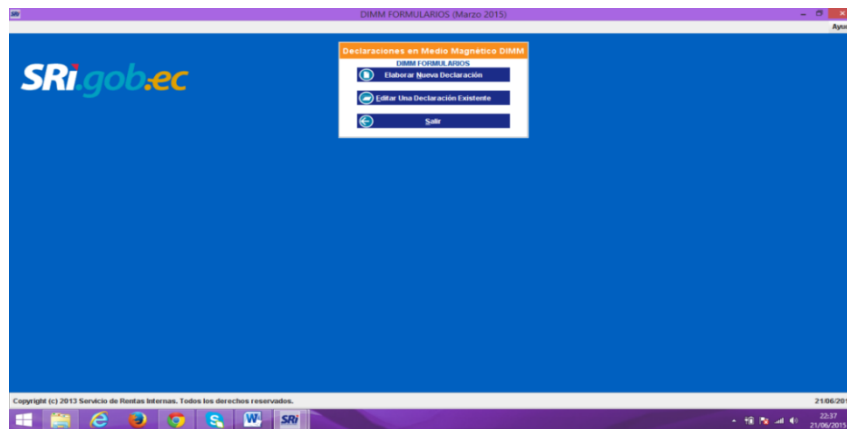 DIMM FORMULARIOS (Marzo 2015)
SRi.gob.ec
Declaraciones en Medio Magnético DIMM
DIMM FORMULARIOS
Elaborar Nueva Declaración
Editar Una Declaración Existente
Salir
Copyright (c) 2013 Servicio de Rentas Internas. Todos los derechos reservados.
21/06/201
SRi
22:37
21/06/2015